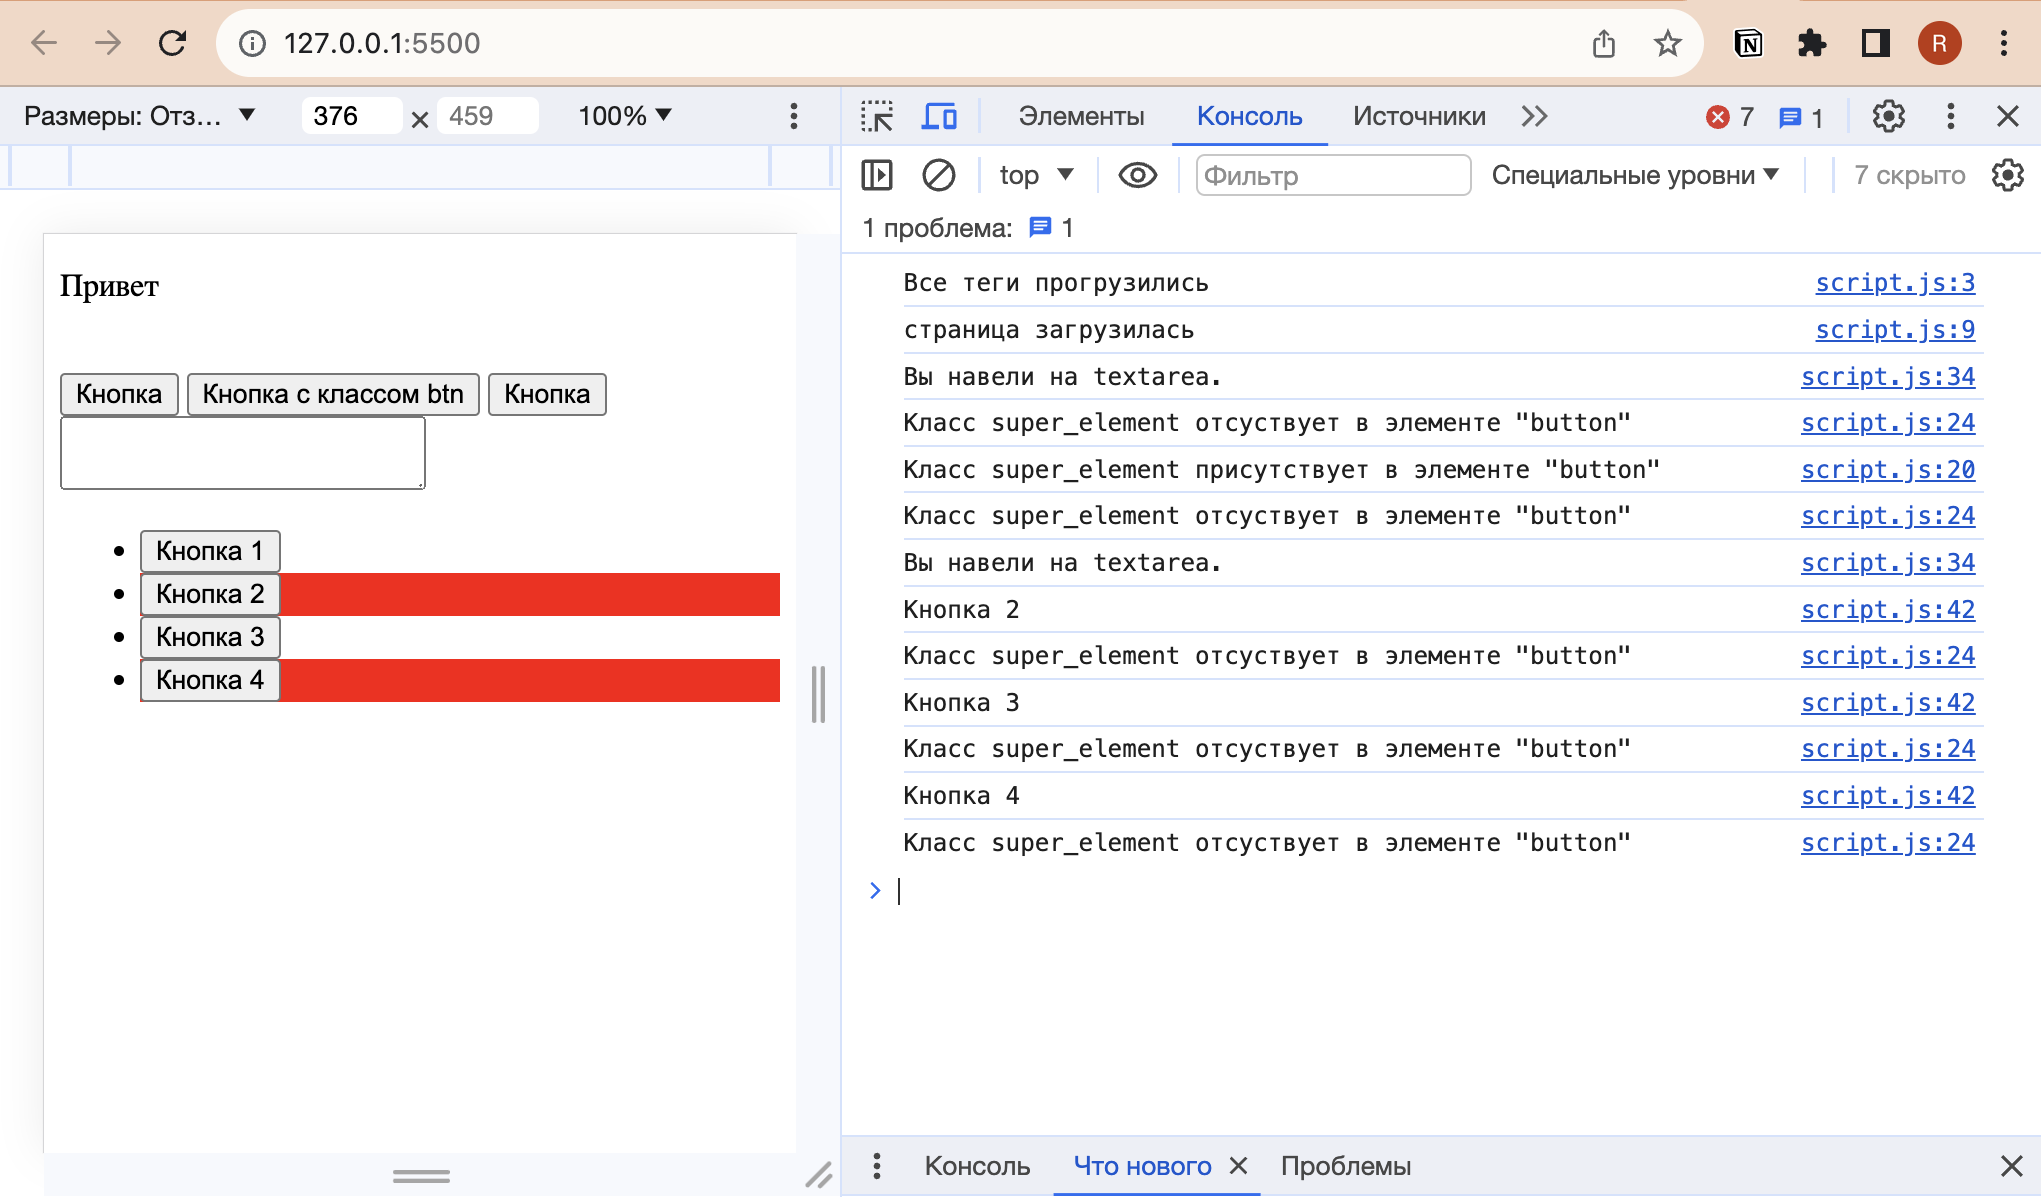 127.0.0.1:5500
R
Размеры: Отз... 376 × 459 100%
Элементы Консоль Источники 7 1
top Фильтр Специальные уровни 7 скрыто
1 проблема: 1
Привет
Кнопка Кнопка с классом btn Кнопка
Кнопка 1
Кнопка 2
Кнопка 3
Кнопка 4
Все теги прогрузились script.js:3
страница загрузилась script.js:9
Вы навели на textarea. script.js:34
Класс super_element отсуствует в элементе "button" script.js:24
Класс super_element присутствует в элементе "button" script.js:20
Класс super_element отсуствует в элементе "button" script.js:24
Вы навели на textarea. script.js:34
Кнопка 2 script.js:42
Класс super_element отсуствует в элементе "button" script.js:24
Кнопка 3 script.js:42
Класс super_element отсуствует в элементе "button" script.js:24
Кнопка 4 script.js:42
Класс super_element отсуствует в элементе "button" script.js:24
Консоль Что нового Проблемы